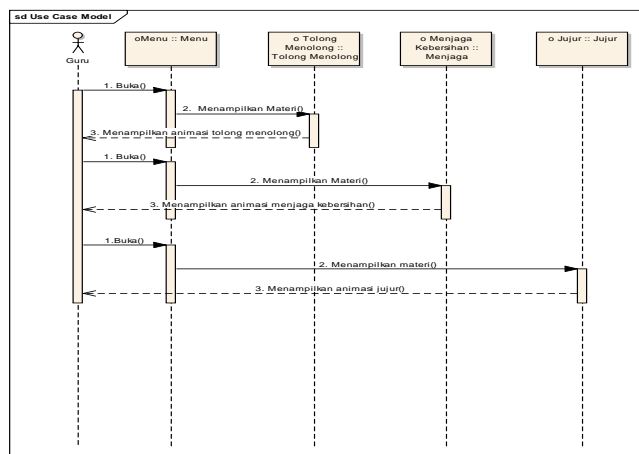 sd Use Case Model
Guru
oMenu :: Menu
o Tolong
Menolong ::
Tolong Menolong
o Menjaga
Kebersihan ::
Menjaga
o Jujur :: Jujur
1. Buka()
2. Menampilkan Materi()
3. Menampilkan animasi tolong menolong()
1. Buka()
2. Menampilkan Materi()
3. Menampilkan animasi menjaga kebersihan()
1.Buka()
2. Menampilkan materi()
3. Menampilkan animasi jujur()